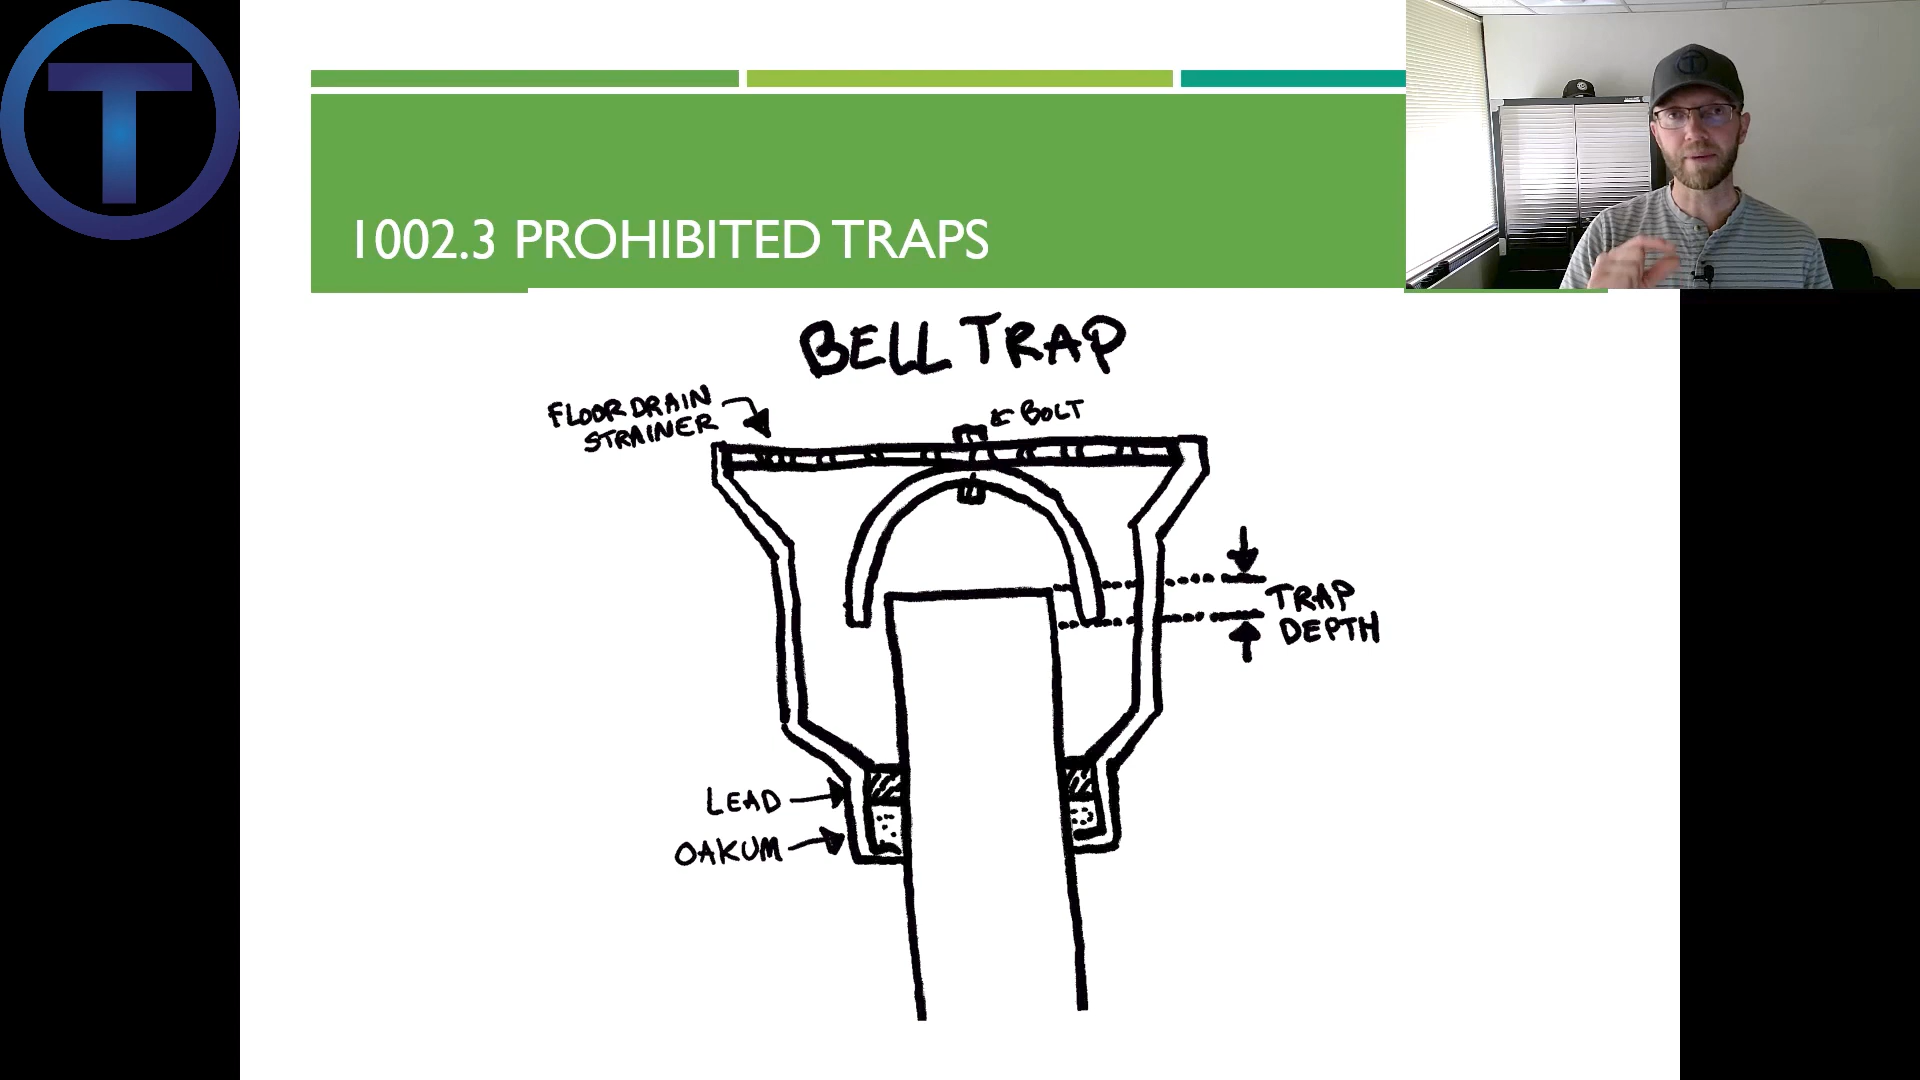 T
1002.3 PROHIBITED TRAPS
BELL TRAP
FLOOR DRAIN
STRAINER
BOLT
TRAP
DEPTH
LEAD
OAKUM